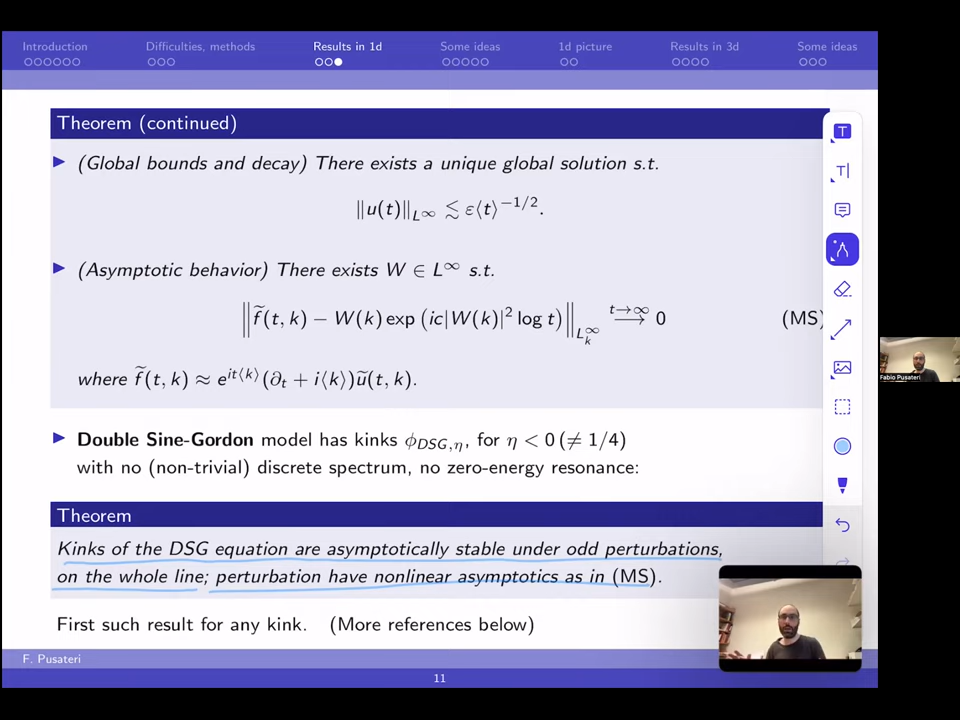 Introduction Difficulties, methods Results in 1d Some ideas 1d picture Results in 3d Some ideas
Theorem (continued)
(Global bounds and decay) There exists a unique global solution s.t.
‖u(t)‖_{L^∞} ≲ ε⟨t⟩^{−1/2}.
(Asymptotic behavior) There exists W ∈ L^∞ s.t.
‖f̃(t, k) − W(k) exp (ic|W(k)|² log t)‖_{L_k^∞} \xrightarrow{t→∞} 0 (MS)
where f̃(t, k) ≈ e^{it⟨k⟩}(∂_t + i⟨k⟩)ũ(t, k).
Double Sine-Gordon model has kinks ϕ_{DSG,η}, for η < 0 (≠ 1/4)
with no (non-trivial) discrete spectrum, no zero-energy resonance:
Theorem
Kinks of the DSG equation are asymptotically stable under odd perturbations,
on the whole line; perturbation have nonlinear asymptotics as in (MS).
First such result for any kink. (More references below)
F. Pusateri
11
T
T
Fabio Pusateri